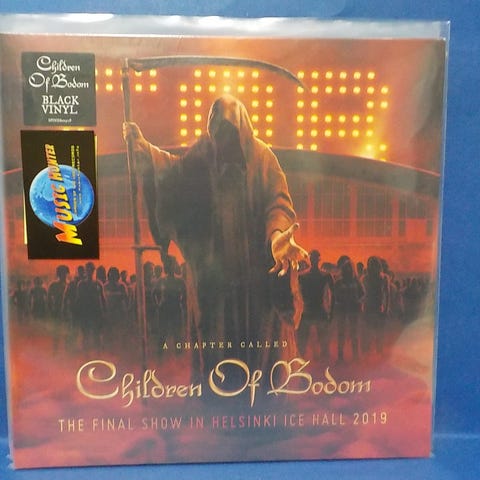 Children
Of Bodom
BLACK
VINYL
MUSIC HUNTER
A CHAPTER CALLED
Children Of Bodom
THE FINAL SHOW IN HELSINKI ICE HALL 2019